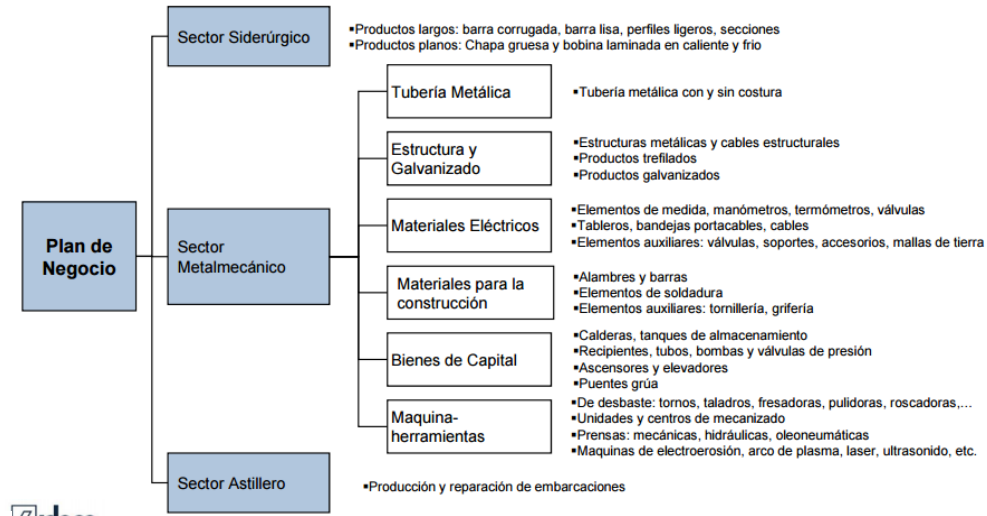 Sector Siderúrgico
▪Productos largos: barra corrugada, barra lisa, perfiles ligeros, secciones
▪Productos planos: Chapa gruesa y bobina laminada en caliente y frio
Tubería Metálica
▪Tubería metálica con y sin costura
Estructura y
Galvanizado
▪Estructuras metálicas y cables estructurales
▪Productos trefilados
▪Productos galvanizados
Plan de
Negocio
Sector
Metalmecánico
Materiales Eléctricos
▪Elementos de medida, manómetros, termómetros, válvulas
▪Tableros, bandejas portacables, cables
▪Elementos auxiliares: válvulas, soportes, accesorios, mallas de tierra
Materiales para la
construcción
▪Alambres y barras
▪Elementos de soldadura
▪Elementos auxiliares: tornillería, grifería
Bienes de Capital
▪Calderas, tanques de almacenamiento
▪Recipientes, tubos, bombas y válvulas de presión
▪Ascensores y elevadores
▪Puentes grúa
Maquina-
herramientas
▪De desbaste: tornos, taladros, fresadoras, pulidoras, roscadoras,…
▪Unidades y centros de mecanizado
▪Prensas: mecánicas, hidráulicas, oleoneumáticas
▪Maquinas de electroerosión, arco de plasma, laser, ultrasonido, etc.
Sector Astillero
▪Producción y reparación de embarcaciones